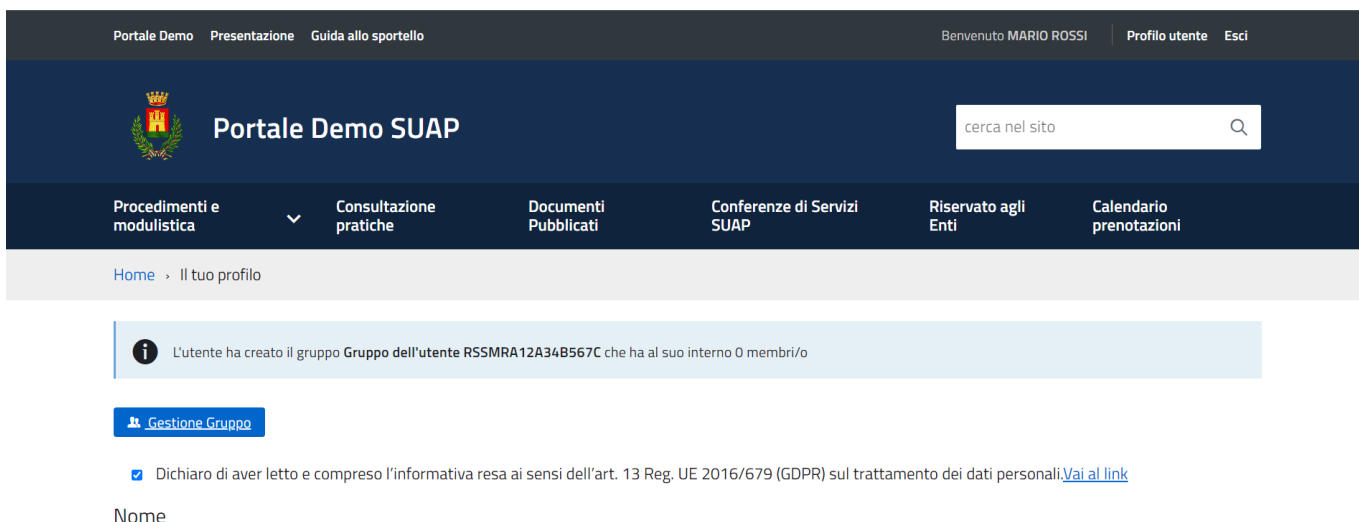 Portale Demo Presentazione Guida allo sportello Benvenuto MARIO ROSSI Profilo utente Esci
Portale Demo SUAP
cerca nel sito
Procedimenti e modulistica
Consultazione pratiche
Documenti Pubblicati
Conferenze di Servizi SUAP
Riservato agli Enti
Calendario prenotazioni
Home › Il tuo profilo
L'utente ha creato il gruppo Gruppo dell'utente RSSMRA12A34B567C che ha al suo interno 0 membri/o
Gestione Gruppo
Dichiaro di aver letto e compreso l’informativa resa ai sensi dell’art. 13 Reg. UE 2016/679 (GDPR) sul trattamento dei dati personali.Vai al link
Nome